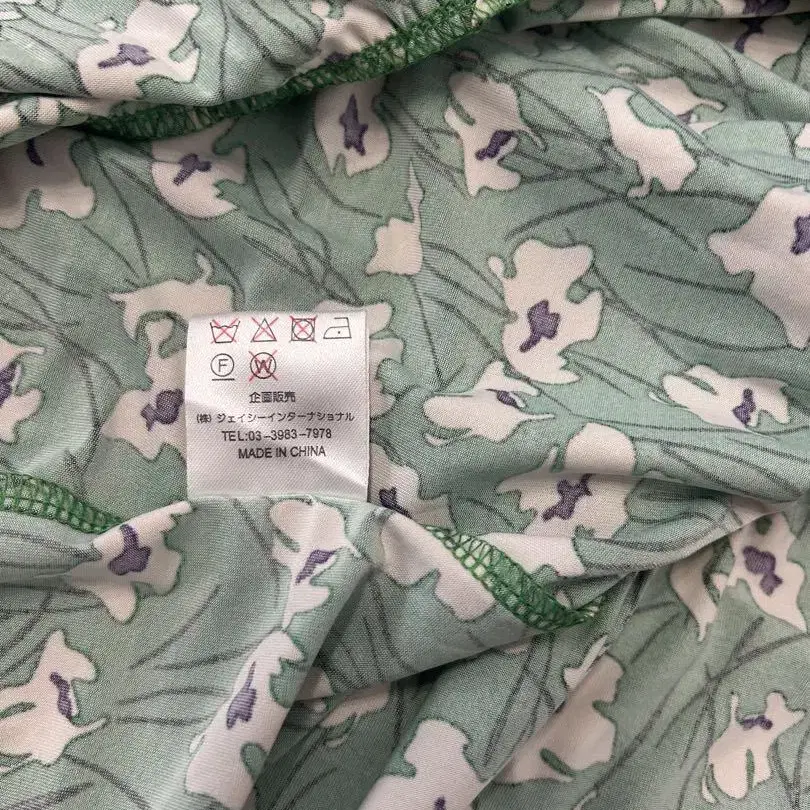 F W
企画販売
(株) ジェイシーインターナショナル
TEL:03-3983-7978
MADE IN CHINA